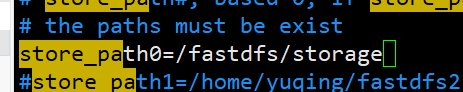 # store_path#, based 0, if store_p
# the paths must be exist
store_path0=/fastdfs/storage
#store_path1=/home/yuqing/fastdfs2